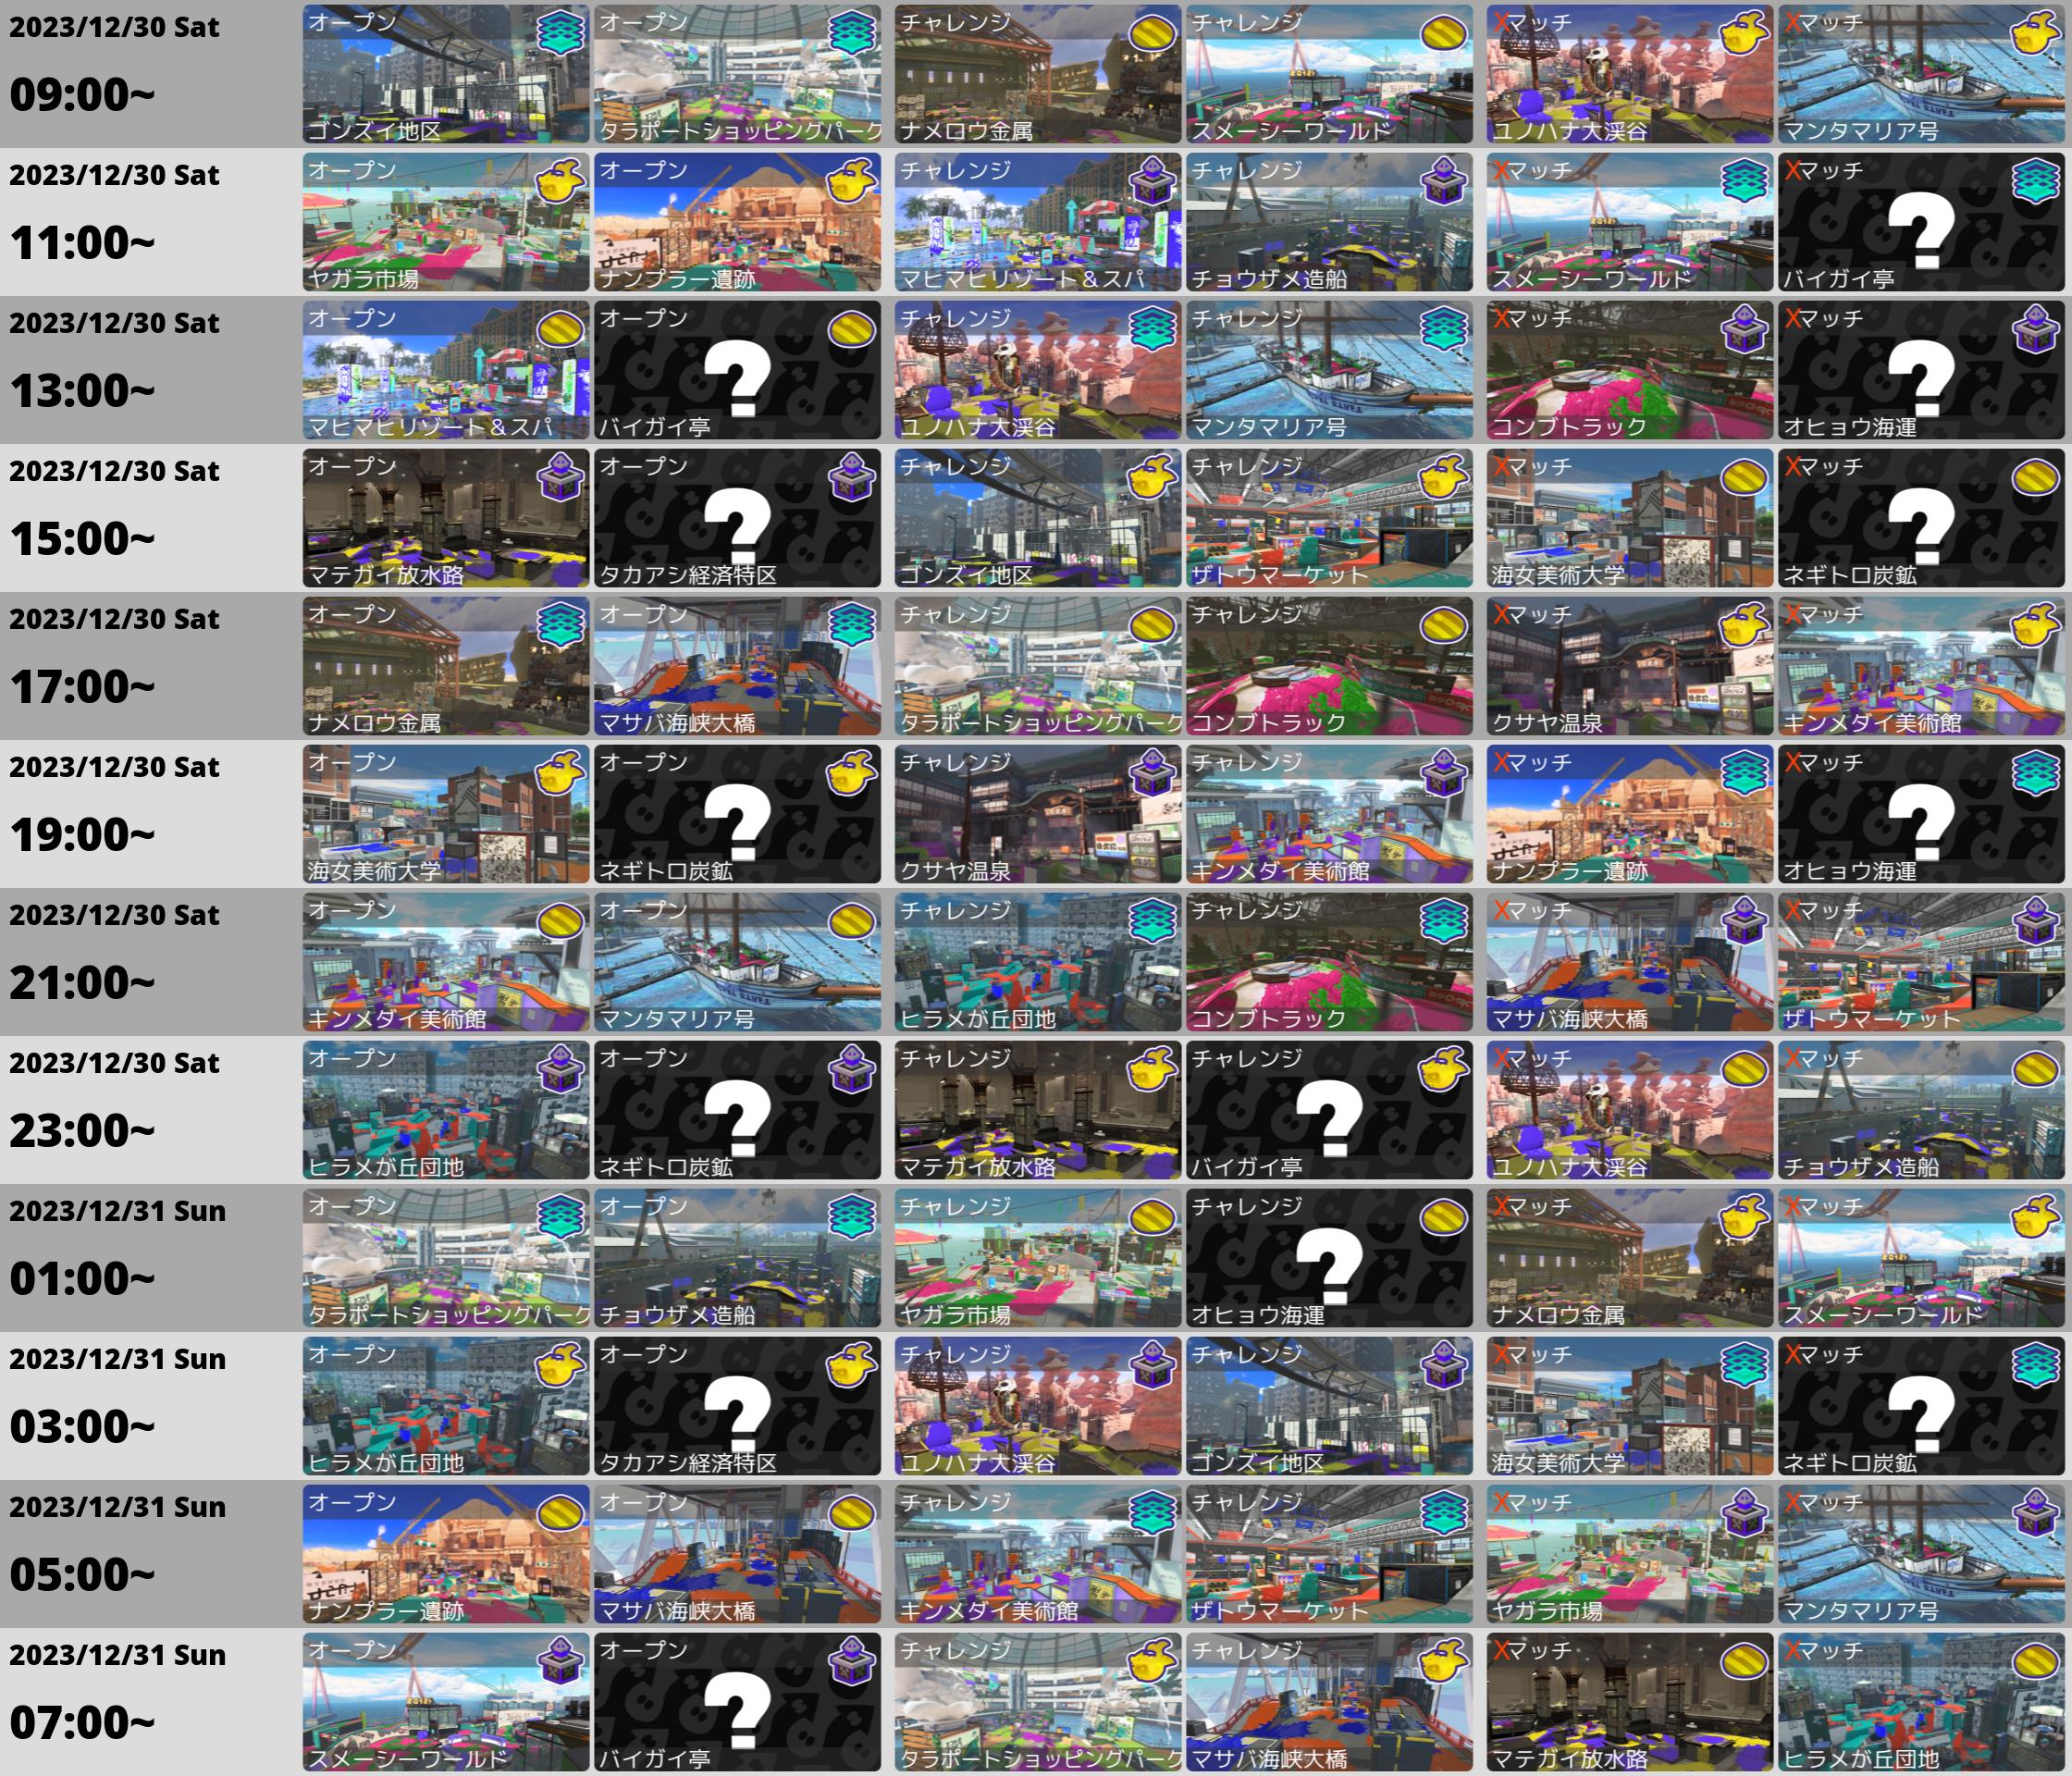 2023/12/30 Sat
09:00~
オープン
ゴンズイ地区
オープン
タラポートショッピングパーク
チャレンジ
ナメロウ金属
チャレンジ
スメーシーワールド
Xマッチ
ユノハナ大渓谷
Xマッチ
マンタマリア号
2023/12/30 Sat
11:00~
オープン
ヤガラ市場
オープン
ナンプラー遺跡
チャレンジ
マヒマヒリゾート&スパ
チャレンジ
チョウザメ造船
Xマッチ
スメーシーワールド
Xマッチ
?
バイガイ亭
2023/12/30 Sat
13:00~
オープン
マヒマヒリゾート&スパ
オープン
?
バイガイ亭
チャレンジ
ユノハナ大渓谷
チャレンジ
マンタマリア号
Xマッチ
コンブトラック
Xマッチ
?
オヒョウ海運
2023/12/30 Sat
15:00~
オープン
マテガイ放水路
オープン
?
タカアシ経済特区
チャレンジ
ゴンズイ地区
チャレンジ
ザトウマーケット
Xマッチ
海女美術大学
Xマッチ
?
ネギトロ炭鉱
2023/12/30 Sat
17:00~
オープン
ナメロウ金属
オープン
マサバ海峡大橋
チャレンジ
タラポートショッピングパーク
チャレンジ
コンブトラック
Xマッチ
クサヤ温泉
Xマッチ
キンメダイ美術館
2023/12/30 Sat
19:00~
オープン
海女美術大学
オープン
?
ネギトロ炭鉱
チャレンジ
クサヤ温泉
チャレンジ
キンメダイ美術館
Xマッチ
ナンプラー遺跡
Xマッチ
?
オヒョウ海運
2023/12/30 Sat
21:00~
オープン
キンメダイ美術館
オープン
マンタマリア号
チャレンジ
ヒラメが丘団地
チャレンジ
コンブトラック
Xマッチ
マサバ海峡大橋
Xマッチ
ザトウマーケット
2023/12/30 Sat
23:00~
オープン
ヒラメが丘団地
オープン
?
ネギトロ炭鉱
チャレンジ
マテガイ放水路
チャレンジ
?
バイガイ亭
Xマッチ
ユノハナ大渓谷
Xマッチ
チョウザメ造船
2023/12/31 Sun
01:00~
オープン
タラポートショッピングパーク
オープン
チョウザメ造船
チャレンジ
ヤガラ市場
チャレンジ
?
オヒョウ海運
Xマッチ
ナメロウ金属
Xマッチ
スメーシーワールド
2023/12/31 Sun
03:00~
オープン
ヒラメが丘団地
オープン
?
タカアシ経済特区
チャレンジ
ユノハナ大渓谷
チャレンジ
ゴンズイ地区
Xマッチ
海女美術大学
Xマッチ
?
ネギトロ炭鉱
2023/12/31 Sun
05:00~
オープン
ナンプラー遺跡
オープン
マサバ海峡大橋
チャレンジ
キンメダイ美術館
チャレンジ
ザトウマーケット
Xマッチ
ヤガラ市場
Xマッチ
マンタマリア号
2023/12/31 Sun
07:00~
オープン
スメーシーワールド
オープン
?
バイガイ亭
チャレンジ
タラポートショッピングパーク
チャレンジ
マサバ海峡大橋
Xマッチ
マテガイ放水路
Xマッチ
ヒラメが丘団地